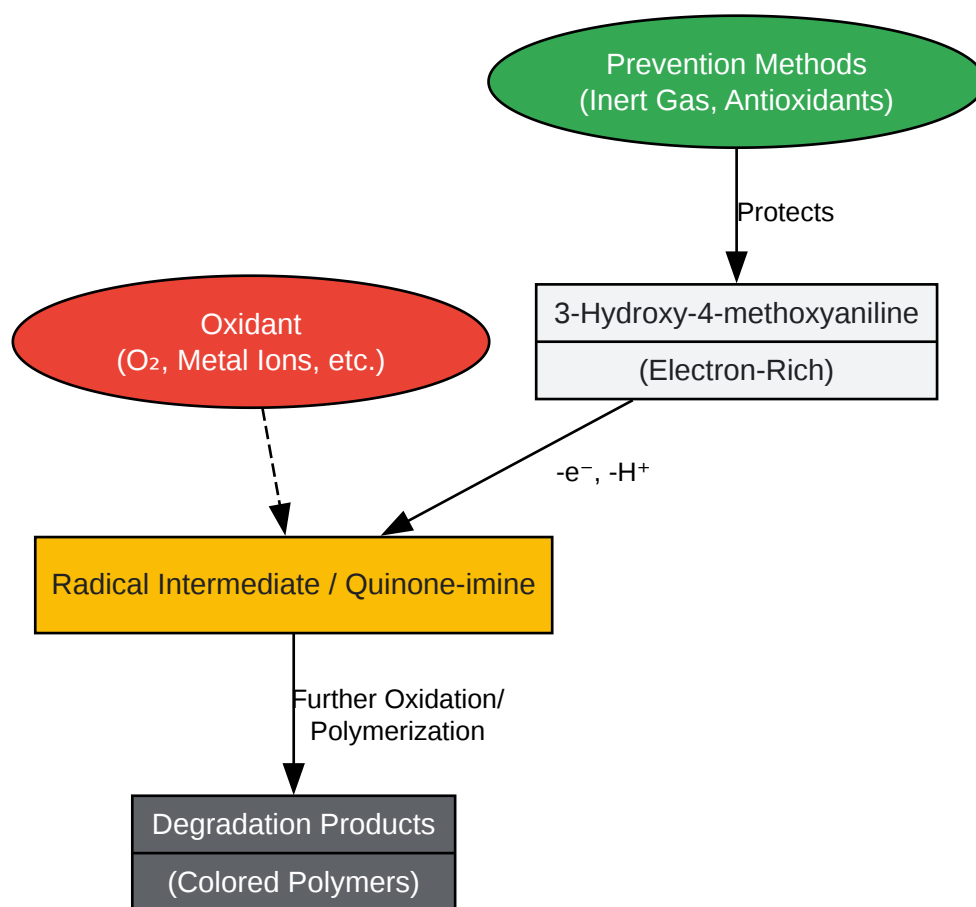 Prevention Methods
(Inert Gas, Antioxidants)
Protects
3-Hydroxy-4-methoxyaniline
(Electron-Rich)
Oxidant
(O₂, Metal Ions, etc.)
-e⁻, -H⁺
Radical Intermediate / Quinone-imine
Further Oxidation/
Polymerization
Degradation Products
(Colored Polymers)